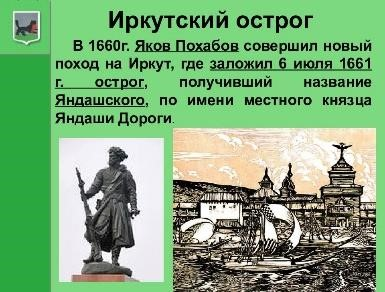 Иркутский острог
В 1660г. Яков Похабов совершил новый
поход на Иркут, где заложил 6 июля 1661
г. острог, получивший название
Яндашского, по имени местного князца
Яндаши Дороги.